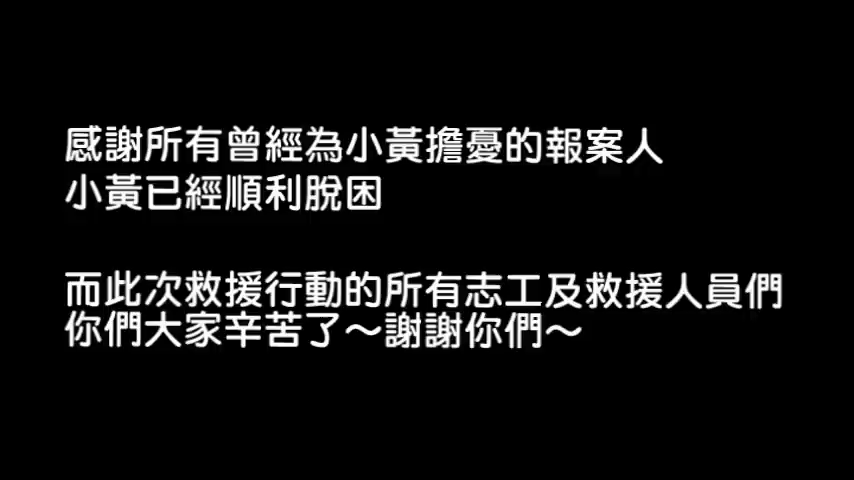 感謝所有曾經為小黃擔憂的報案人
小黃已經順利脫困
而此次救援行動的所有志工及救援人員們
你們大家辛苦了～謝謝你們～